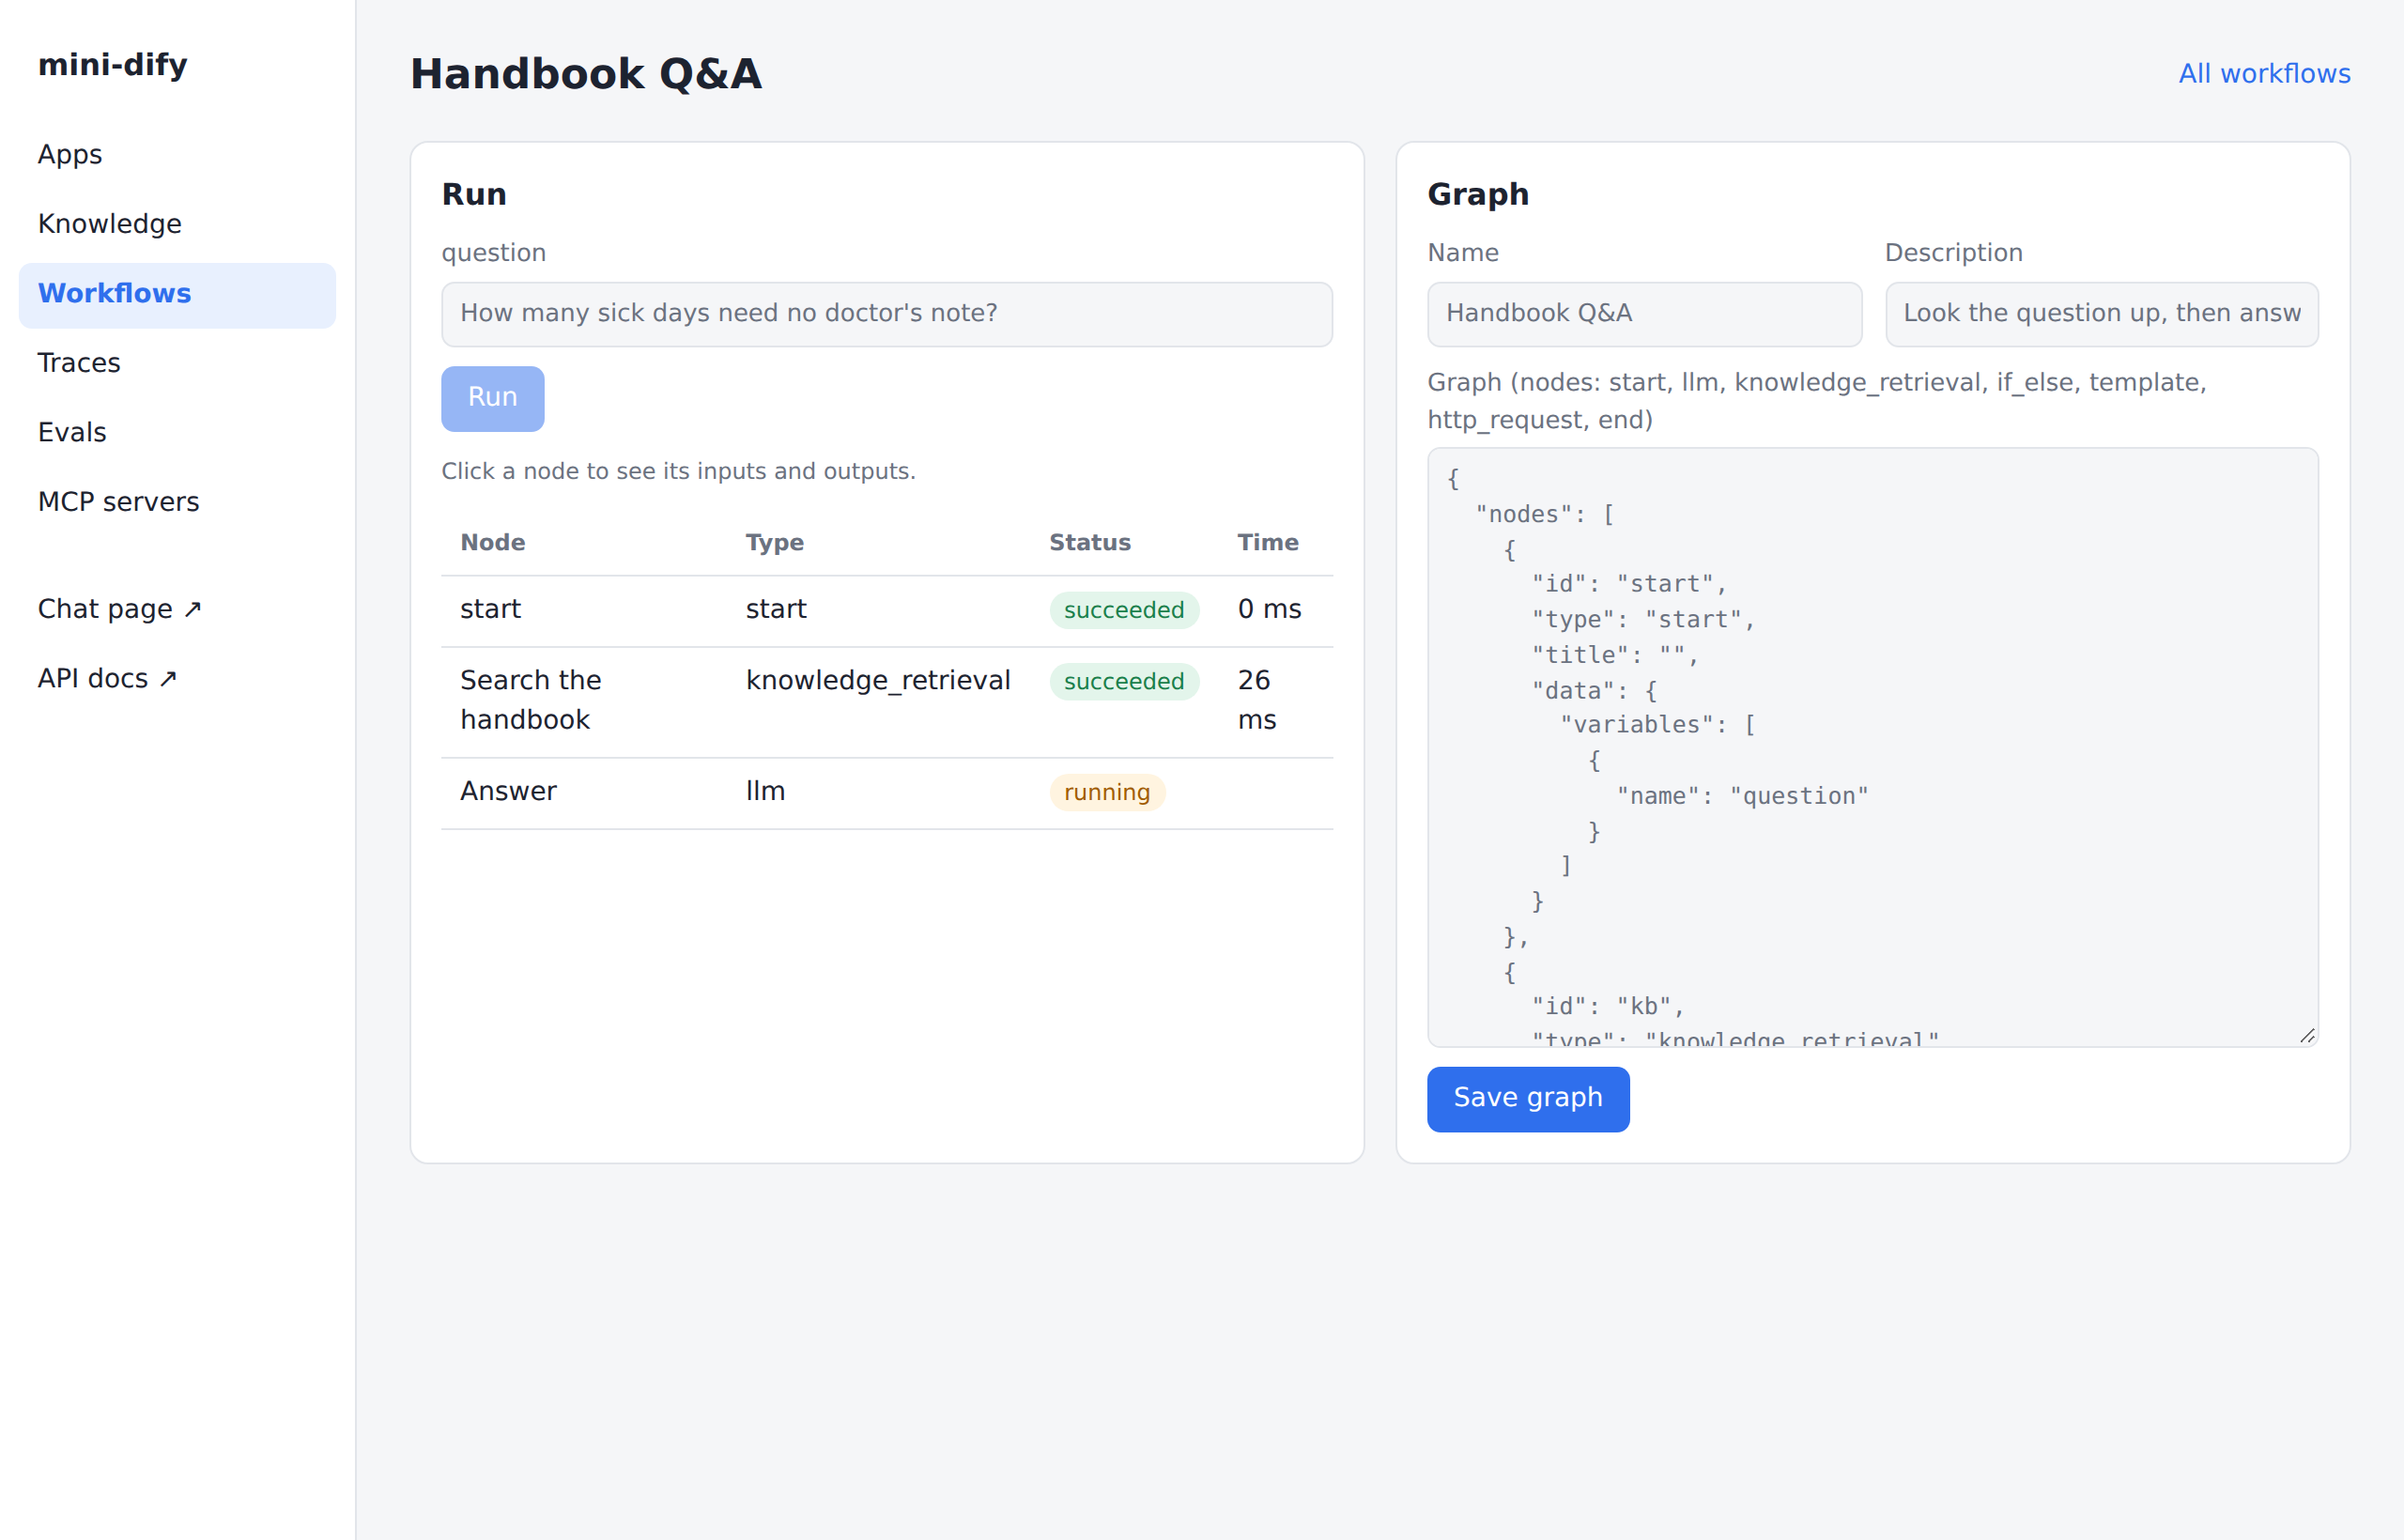 mini-dify
Apps
Knowledge
Workflows
Traces
Evals
MCP servers
Chat page ↗
API docs ↗
Handbook Q&A
All workflows
Run
question
How many sick days need no doctor's note?
Run
Click a node to see its inputs and outputs.
Node Type Status Time
start start succeeded 0 ms
Search the knowledge_retrieval succeeded 26
handbook ms
Answer llm running
Graph
Name Description
Handbook Q&A Look the question up, then answ
Graph (nodes: start, llm, knowledge_retrieval, if_else, template,
http_request, end)
{
  "nodes": [
    {
      "id": "start",
      "type": "start",
      "title": "",
      "data": {
        "variables": [
          {
            "name": "question"
          }
        ]
      }
    },
    {
      "id": "kb",
      "type": "knowledge_retrieval"
Save graph